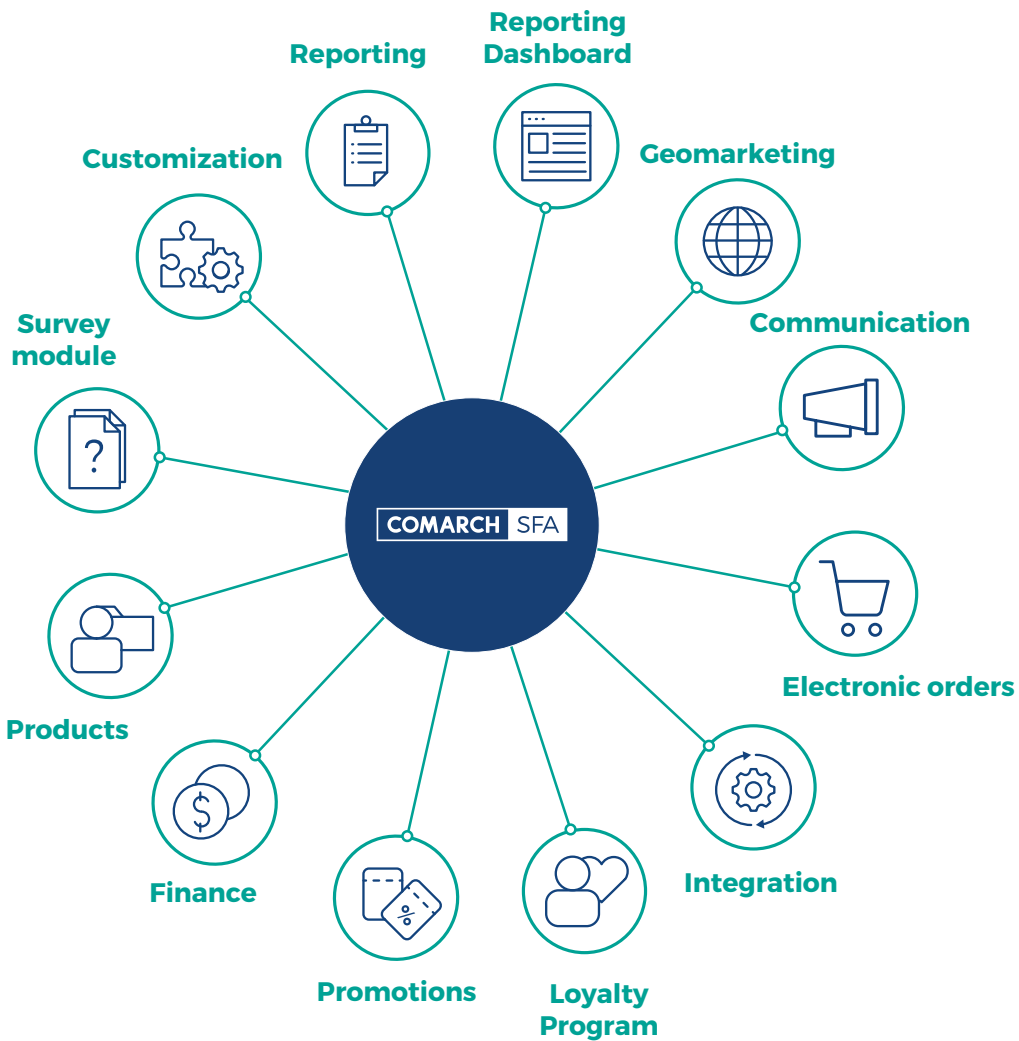 Reporting
Dashboard
Reporting
Geomarketing
Customization
Communication
Survey
module
?
COMARCH SFA
Electronic orders
Products
$
Integration
Finance
%
Promotions
Loyalty
Program